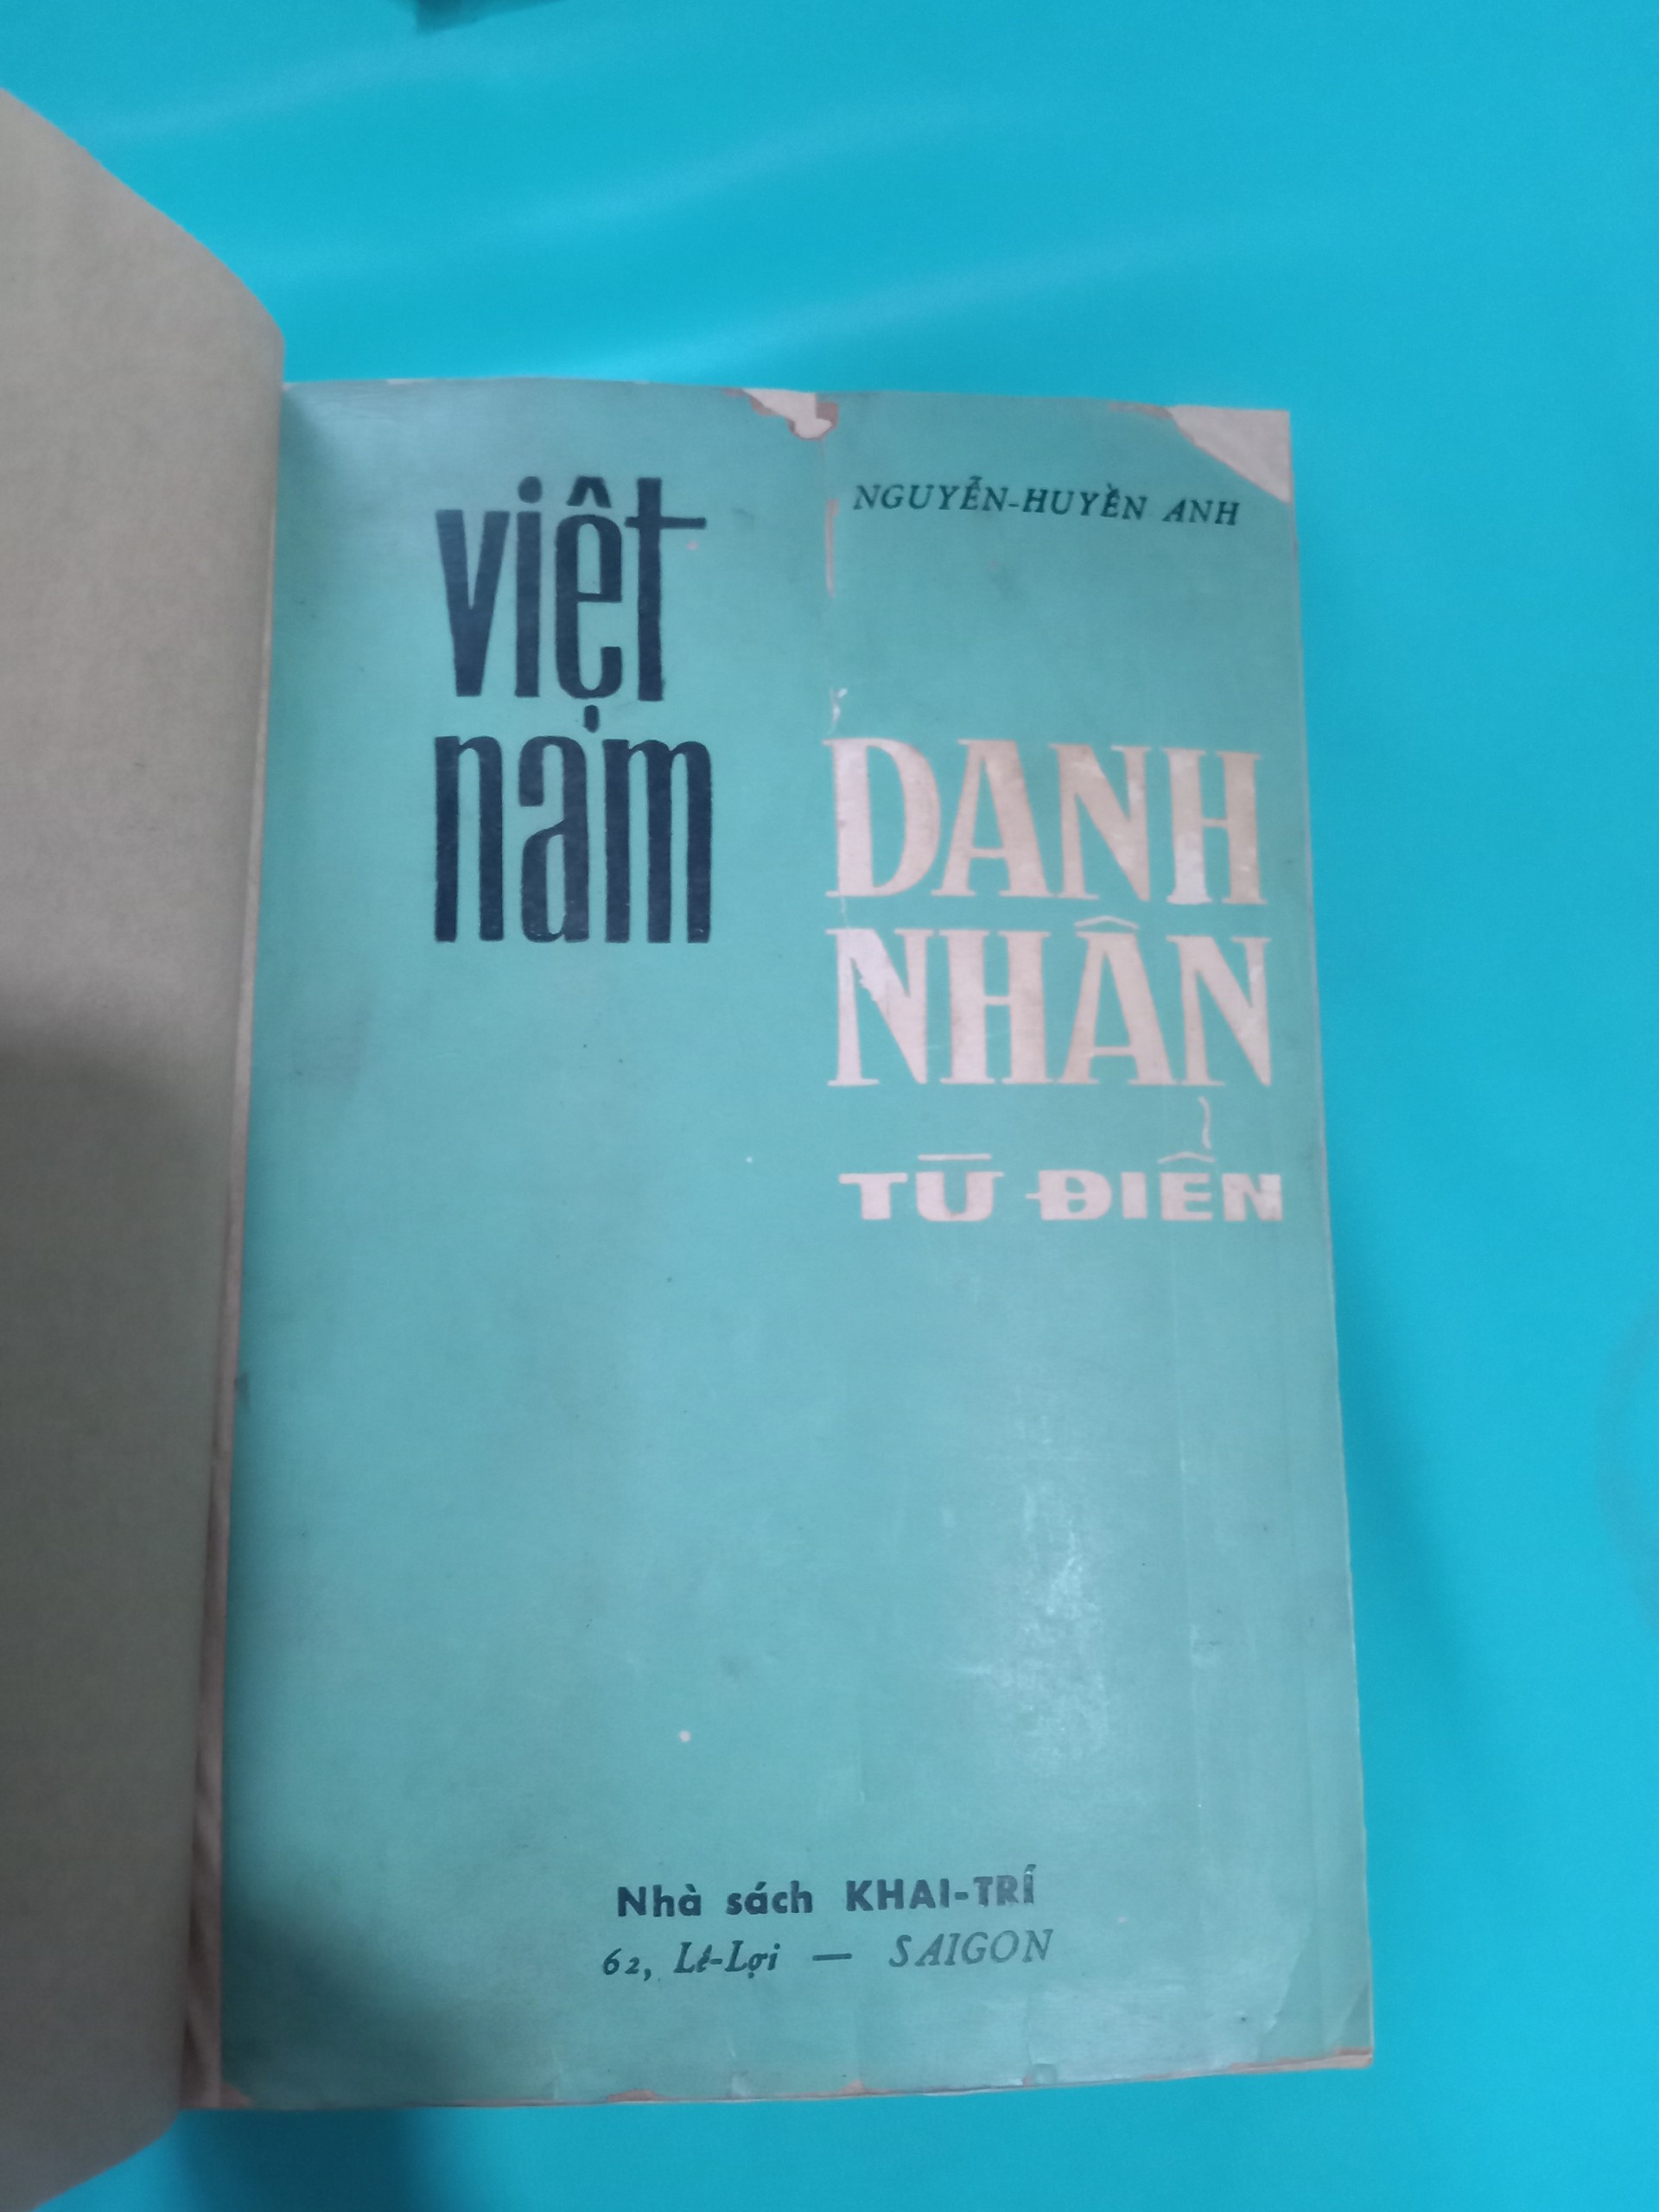 việt
nam
NGUYỄN-HUYỀN ANH
DANH
NHÂN
TỪ ĐIỂN
Nhà sách KHAI-TRÍ
62, Lê-Lợi — SAIGON